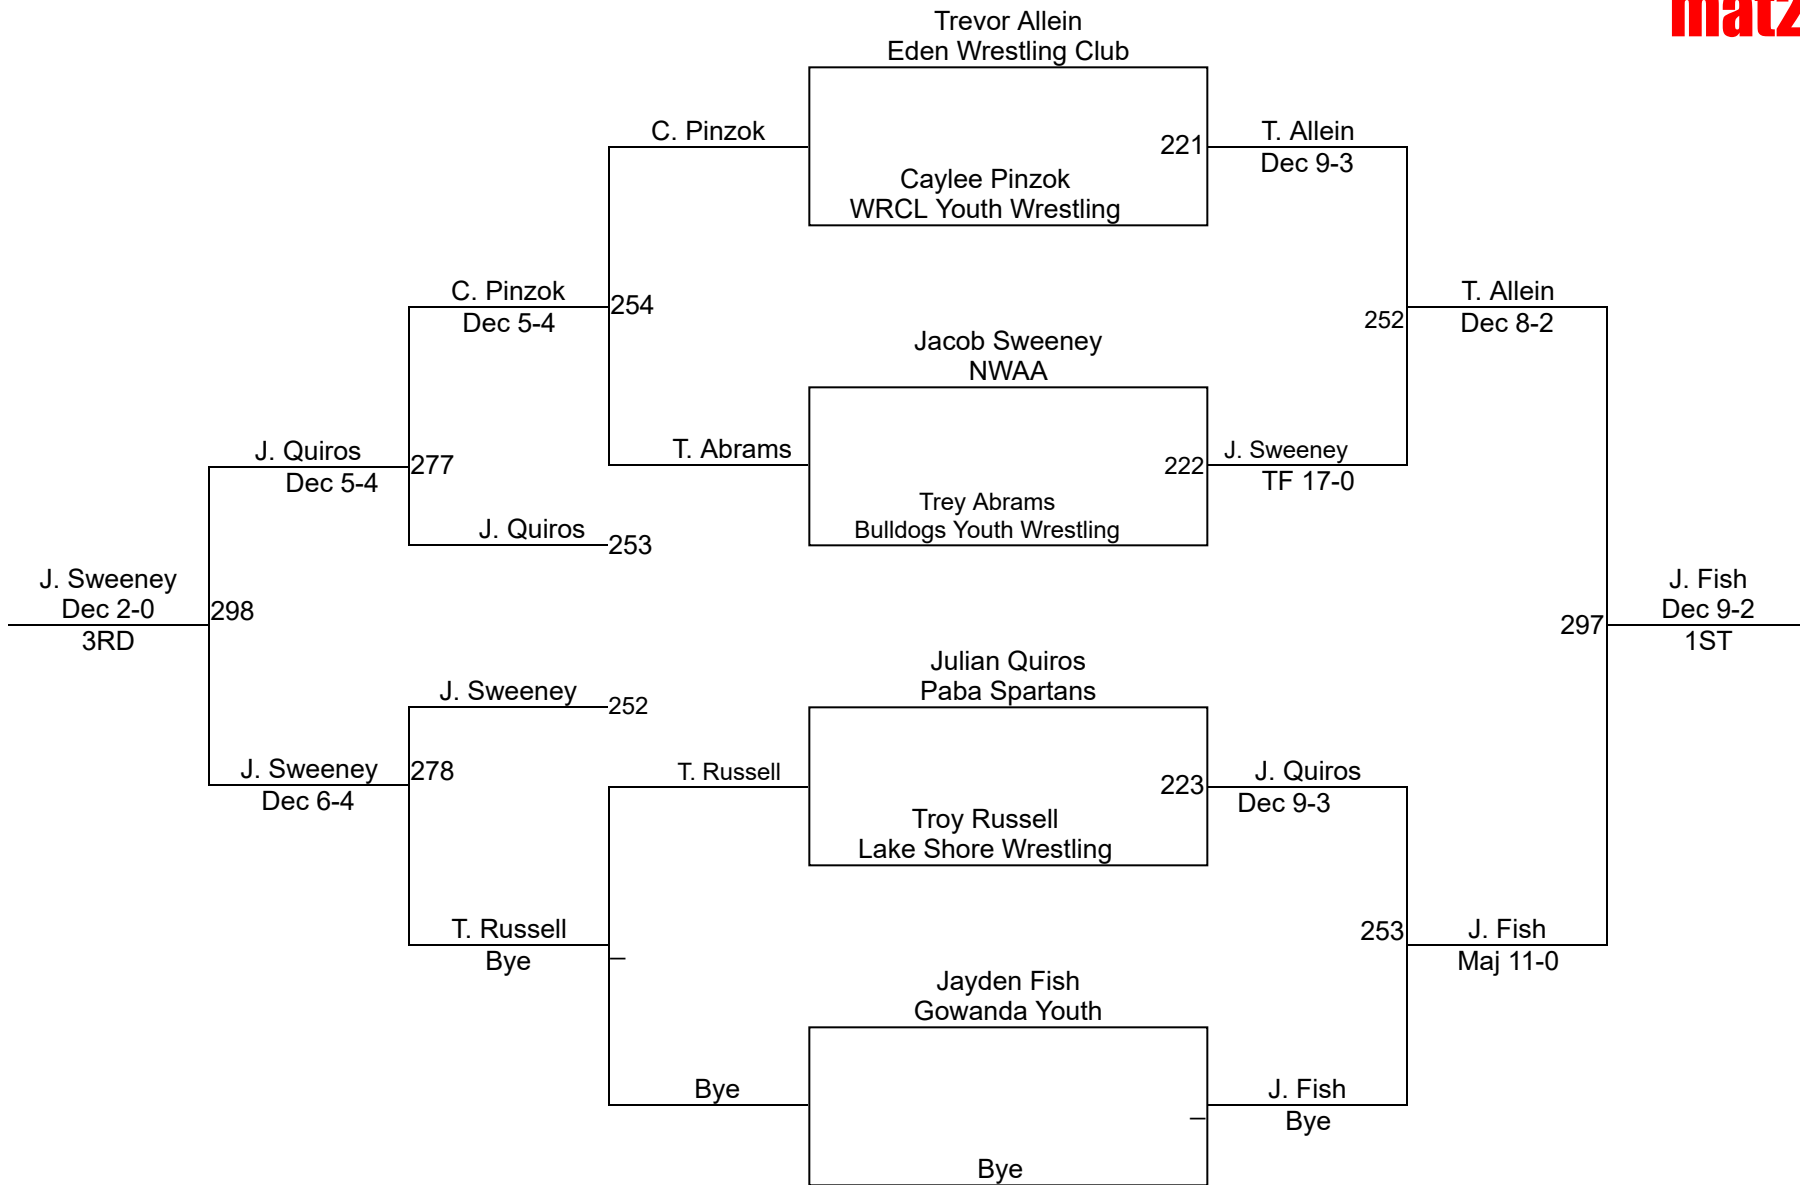 matz
Trevor Allein
Eden Wrestling Club
C. Pinzok
221
T. Allein
Dec 9-3
Caylee Pinzok
WRCL Youth Wrestling
C. Pinzok
Dec 5-4
254
252
T. Allein
Dec 8-2
Jacob Sweeney
NWAA
J. Quiros
Dec 5-4
277
T. Abrams
222
J. Sweeney
TF 17-0
Trey Abrams
Bulldogs Youth Wrestling
J. Quiros
253
J. Sweeney
Dec 2-0
3RD
298
297
J. Fish
Dec 9-2
1ST
Julian Quiros
Paba Spartans
J. Sweeney
252
J. Sweeney
Dec 6-4
278
T. Russell
223
J. Quiros
Dec 9-3
Troy Russell
Lake Shore Wrestling
T. Russell
Bye
253
J. Fish
Maj 11-0
Jayden Fish
Gowanda Youth
Bye
J. Fish
Bye
Bye